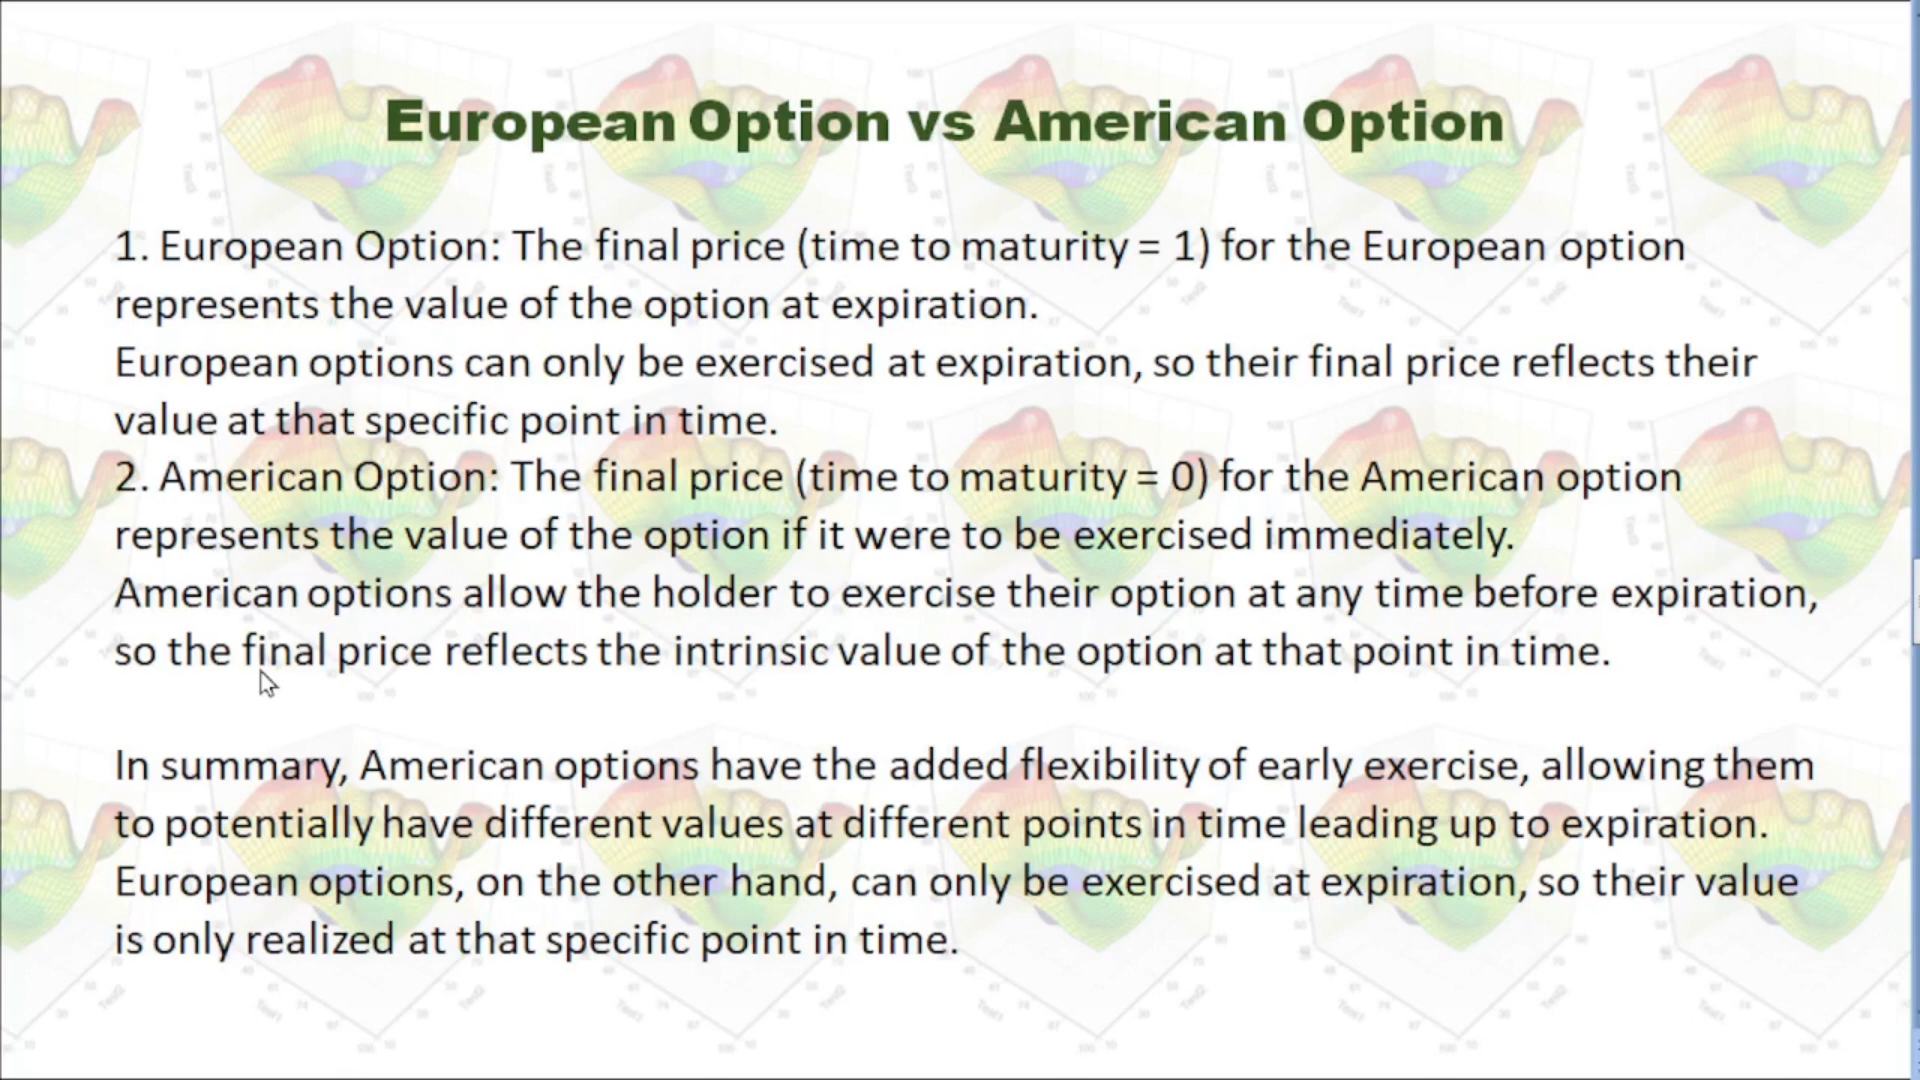 European Option vs American Option
1. European Option: The final price (time to maturity = 1) for the European option
represents the value of the option at expiration.
European options can only be exercised at expiration, so their final price reflects their
value at that specific point in time.
2. American Option: The final price (time to maturity = 0) for the American option
represents the value of the option if it were to be exercised immediately.
American options allow the holder to exercise their option at any time before expiration,
so the final price reflects the intrinsic value of the option at that point in time.
In summary, American options have the added flexibility of early exercise, allowing them
to potentially have different values at different points in time leading up to expiration.
European options, on the other hand, can only be exercised at expiration, so their value
is only realized at that specific point in time.